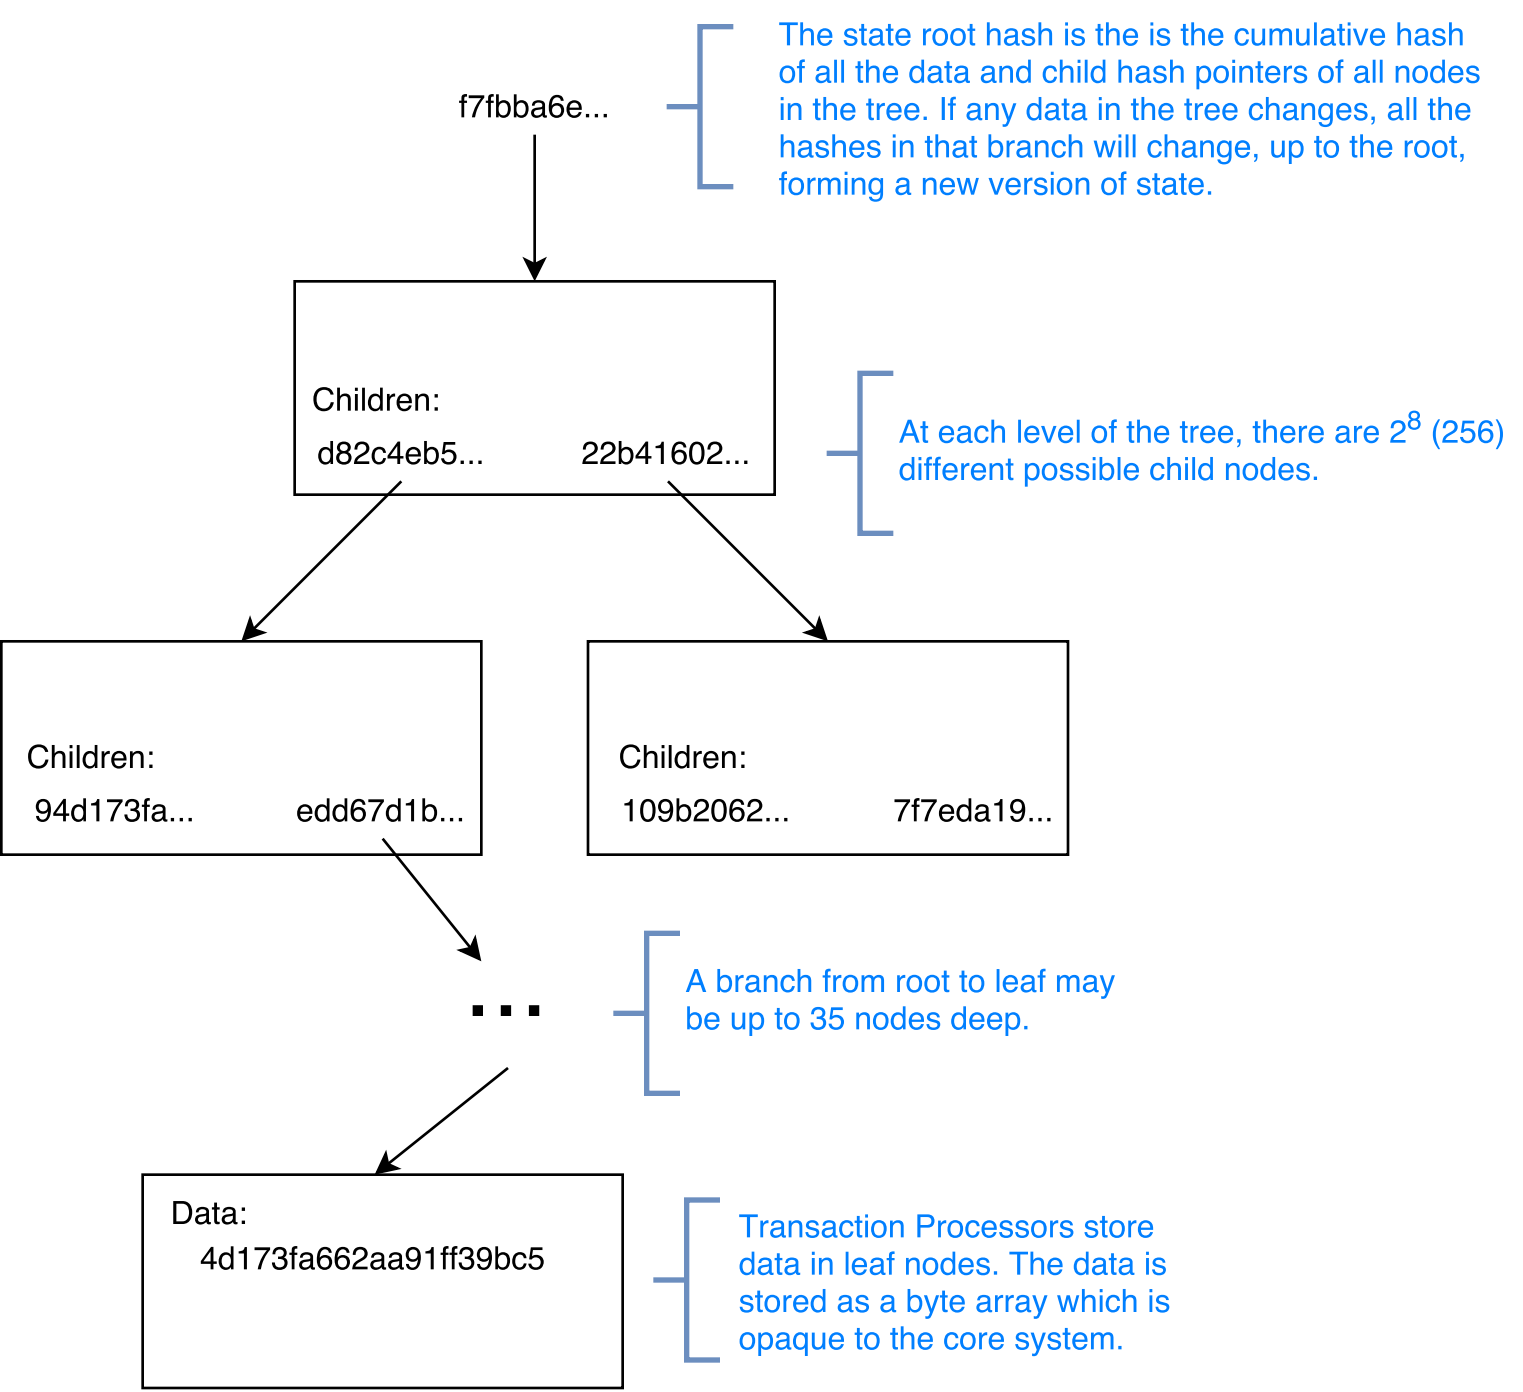 The state root hash is the is the cumulative hash
of all the data and child hash pointers of all nodes
in the tree. If any data in the tree changes, all the
hashes in that branch will change, up to the root,
forming a new version of state.
f7fbba6e...
Children:
d82c4eb5... 22b41602...
At each level of the tree, there are 2⁸ (256)
different possible child nodes.
Children:
94d173fa... edd67d1b...
Children:
109b2062... 7f7eda19...
...
A branch from root to leaf may
be up to 35 nodes deep.
Data:
4d173fa662aa91ff39bc5
Transaction Processors store
data in leaf nodes. The data is
stored as a byte array which is
opaque to the core system.